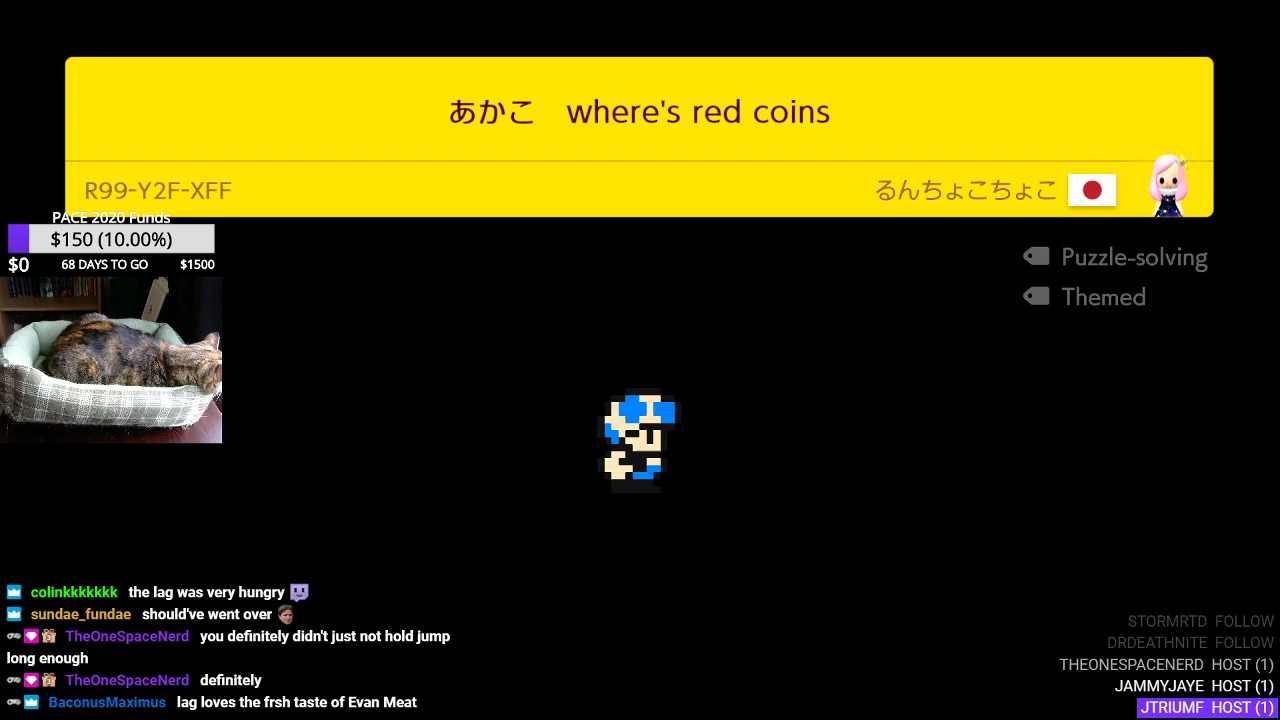 あかこ　where's red coins
R99-Y2F-XFF
るんちょこちょこ
PACE 2020 Funds
$150 (10.00%)
$0 68 DAYS TO GO $1500
Puzzle-solving
Themed
colinkkkkkkk the lag was very hungry
sundae_fundae should've went over
TheOneSpaceNerd you definitely didn't just not hold jump
long enough
TheOneSpaceNerd definitely
BaconusMaximus lag loves the frsh taste of Evan Meat
STORMRTD FOLLOW
DRDEATHNITE FOLLOW
THEONESPACENERD HOST (1)
JAMMYJAYE HOST (1)
JTRIUMF HOST (1)